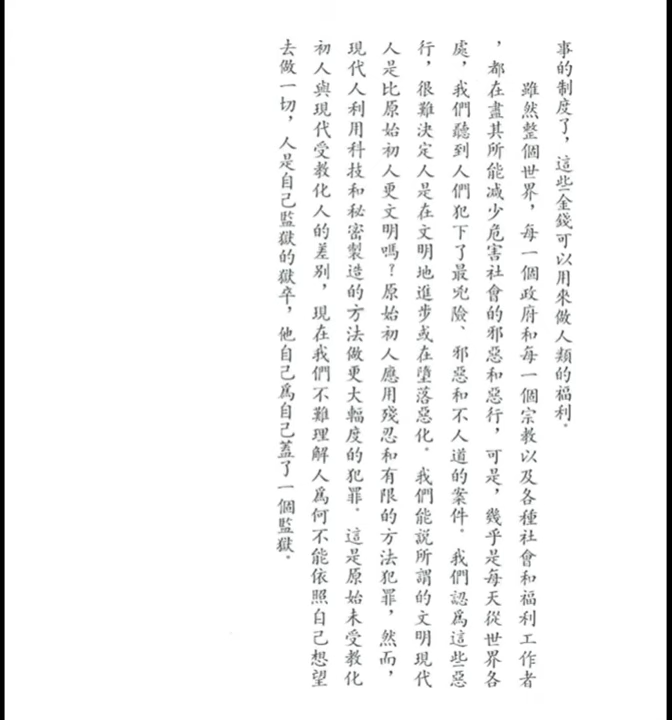 事的制度了，這些金錢可以用來做人類的福利．
雖然整個世界，每一個政府和每一個宗教以及各種社會和福利工作者
，都在盡其所能減少危害社會的邪惡和惡行，可是，幾乎是每天從世界各
處，我們聽到人們犯下了最兇險、邪惡和不人道的案件．我們認爲這些惡
行，很難決定人是在文明地進步或在墮落惡化．我們能説所謂的文明現代
人是比原始初人更文明嗎？原始初人應用殘忍和有限的方法犯罪，然而，
現代人利用科技和秘密製造的方法做更大輻度的犯罪．這是原始未受教化
初人與現代受教化人的差別，現在我們不難理解人爲何不能依照自己想望
去做一切，人是自己監獄的獄卒，他自己爲自己蓋了一個監獄．